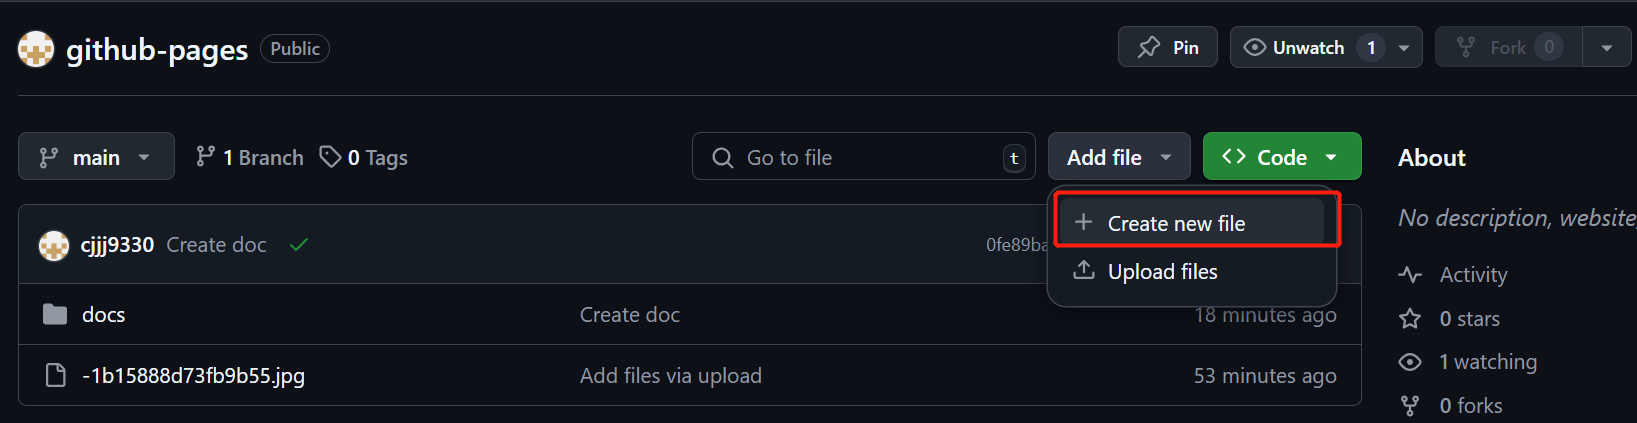 github-pages Public Pin Unwatch 1 Fork 0
main 1 Branch 0 Tags Go to file t Add file Code About
Create new file
No description, website
cjjj9330 Create doc 0fe89ba
Upload files
Activity
docs Create doc 18 minutes ago
0 stars
1 watching
-1b15888d73fb9b55.jpg Add files via upload 53 minutes ago
0 forks